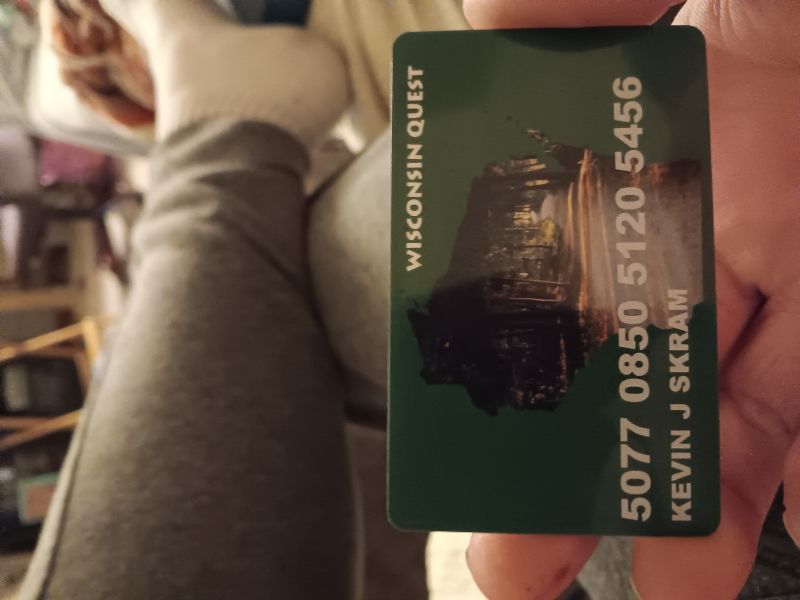 WISCONSIN QUEST
5077 0850 5120 5456
KEVIN J SKRAM